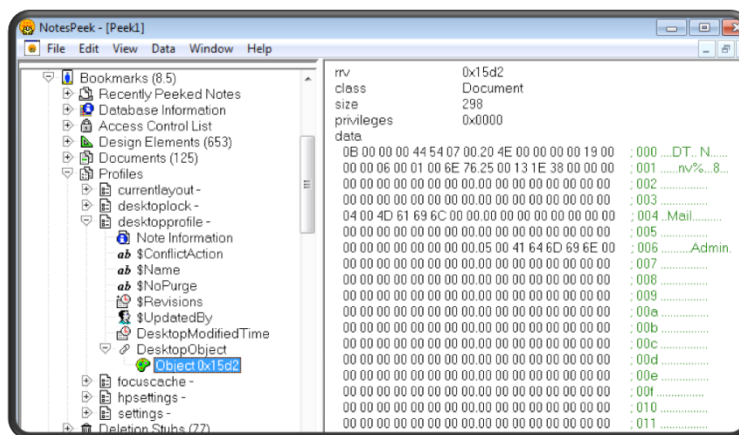 NotesPeek - [Peek1]
File Edit View Data Window Help
Bookmarks (8.5)
Recently Peeked Notes
Database Information
Access Control List
Design Elements (653)
Documents (125)
Profiles
currentlayout -
desktoplock -
desktopprofile -
Note Information
ab $ConflictAction
ab $Name
ab $NoPurge
$Revisions
$UpdatedBy
DesktopModifiedTime
DesktopObject
Object 0x15d2
focuscache -
hpsettings -
settings -
Deletion Stubs (77)
rrv 0x15d2
class Document
size 298
privileges 0x0000
data
0B 00 00 00 44 54 07 00.20 4E 00 00 00 00 19 00 ; 000 ....DT.. N......
00 00 06 00 01 00 6E 76.25 00 13 1E 38 00 00 00 ; 001 ......nv%...8...
00 00 00 00 00 00 00 00.00 00 00 00 00 00 00 00 ; 002 ................
00 00 00 00 00 00 00 00.00 00 00 00 00 00 00 00 ; 003 ................
04 00 4D 61 69 6C 00 00.00 00 00 00 00 00 00 00 ; 004 ..Mail..........
00 00 00 00 00 00 00 00.00 00 00 00 00 00 00 00 ; 005 ................
00 00 00 00 00 00 00 00.05 00 41 64 6D 69 6E 00 ; 006 ..........Admin.
00 00 00 00 00 00 00 00.00 00 00 00 00 00 00 00 ; 007 ................
00 00 00 00 00 00 00 00.00 00 00 00 00 00 00 00 ; 008 ................
00 00 00 00 00 00 00 00.00 00 00 00 00 00 00 00 ; 009 ................
00 00 00 00 00 00 00 00.00 00 00 00 00 00 00 00 ; 00a ................
00 00 00 00 00 00 00 00.00 00 00 00 00 00 00 00 ; 00b ................
00 00 00 00 00 00 00 00.00 00 00 00 00 00 00 00 ; 00c ................
00 00 00 00 00 00 00 00.00 00 00 00 00 00 00 00 ; 00d ................
00 00 00 00 00 00 00 00.00 00 00 00 00 00 00 00 ; 00e ................
00 00 00 00 00 00 00 00.00 00 00 00 00 00 00 00 ; 00f ................
00 00 00 00 00 00 00 00.00 00 00 00 00 00 00 00 ; 010 ................
00 00 00 00 00 00 00 00.00 00 00 00 00 00 00 00 ; 011 ................